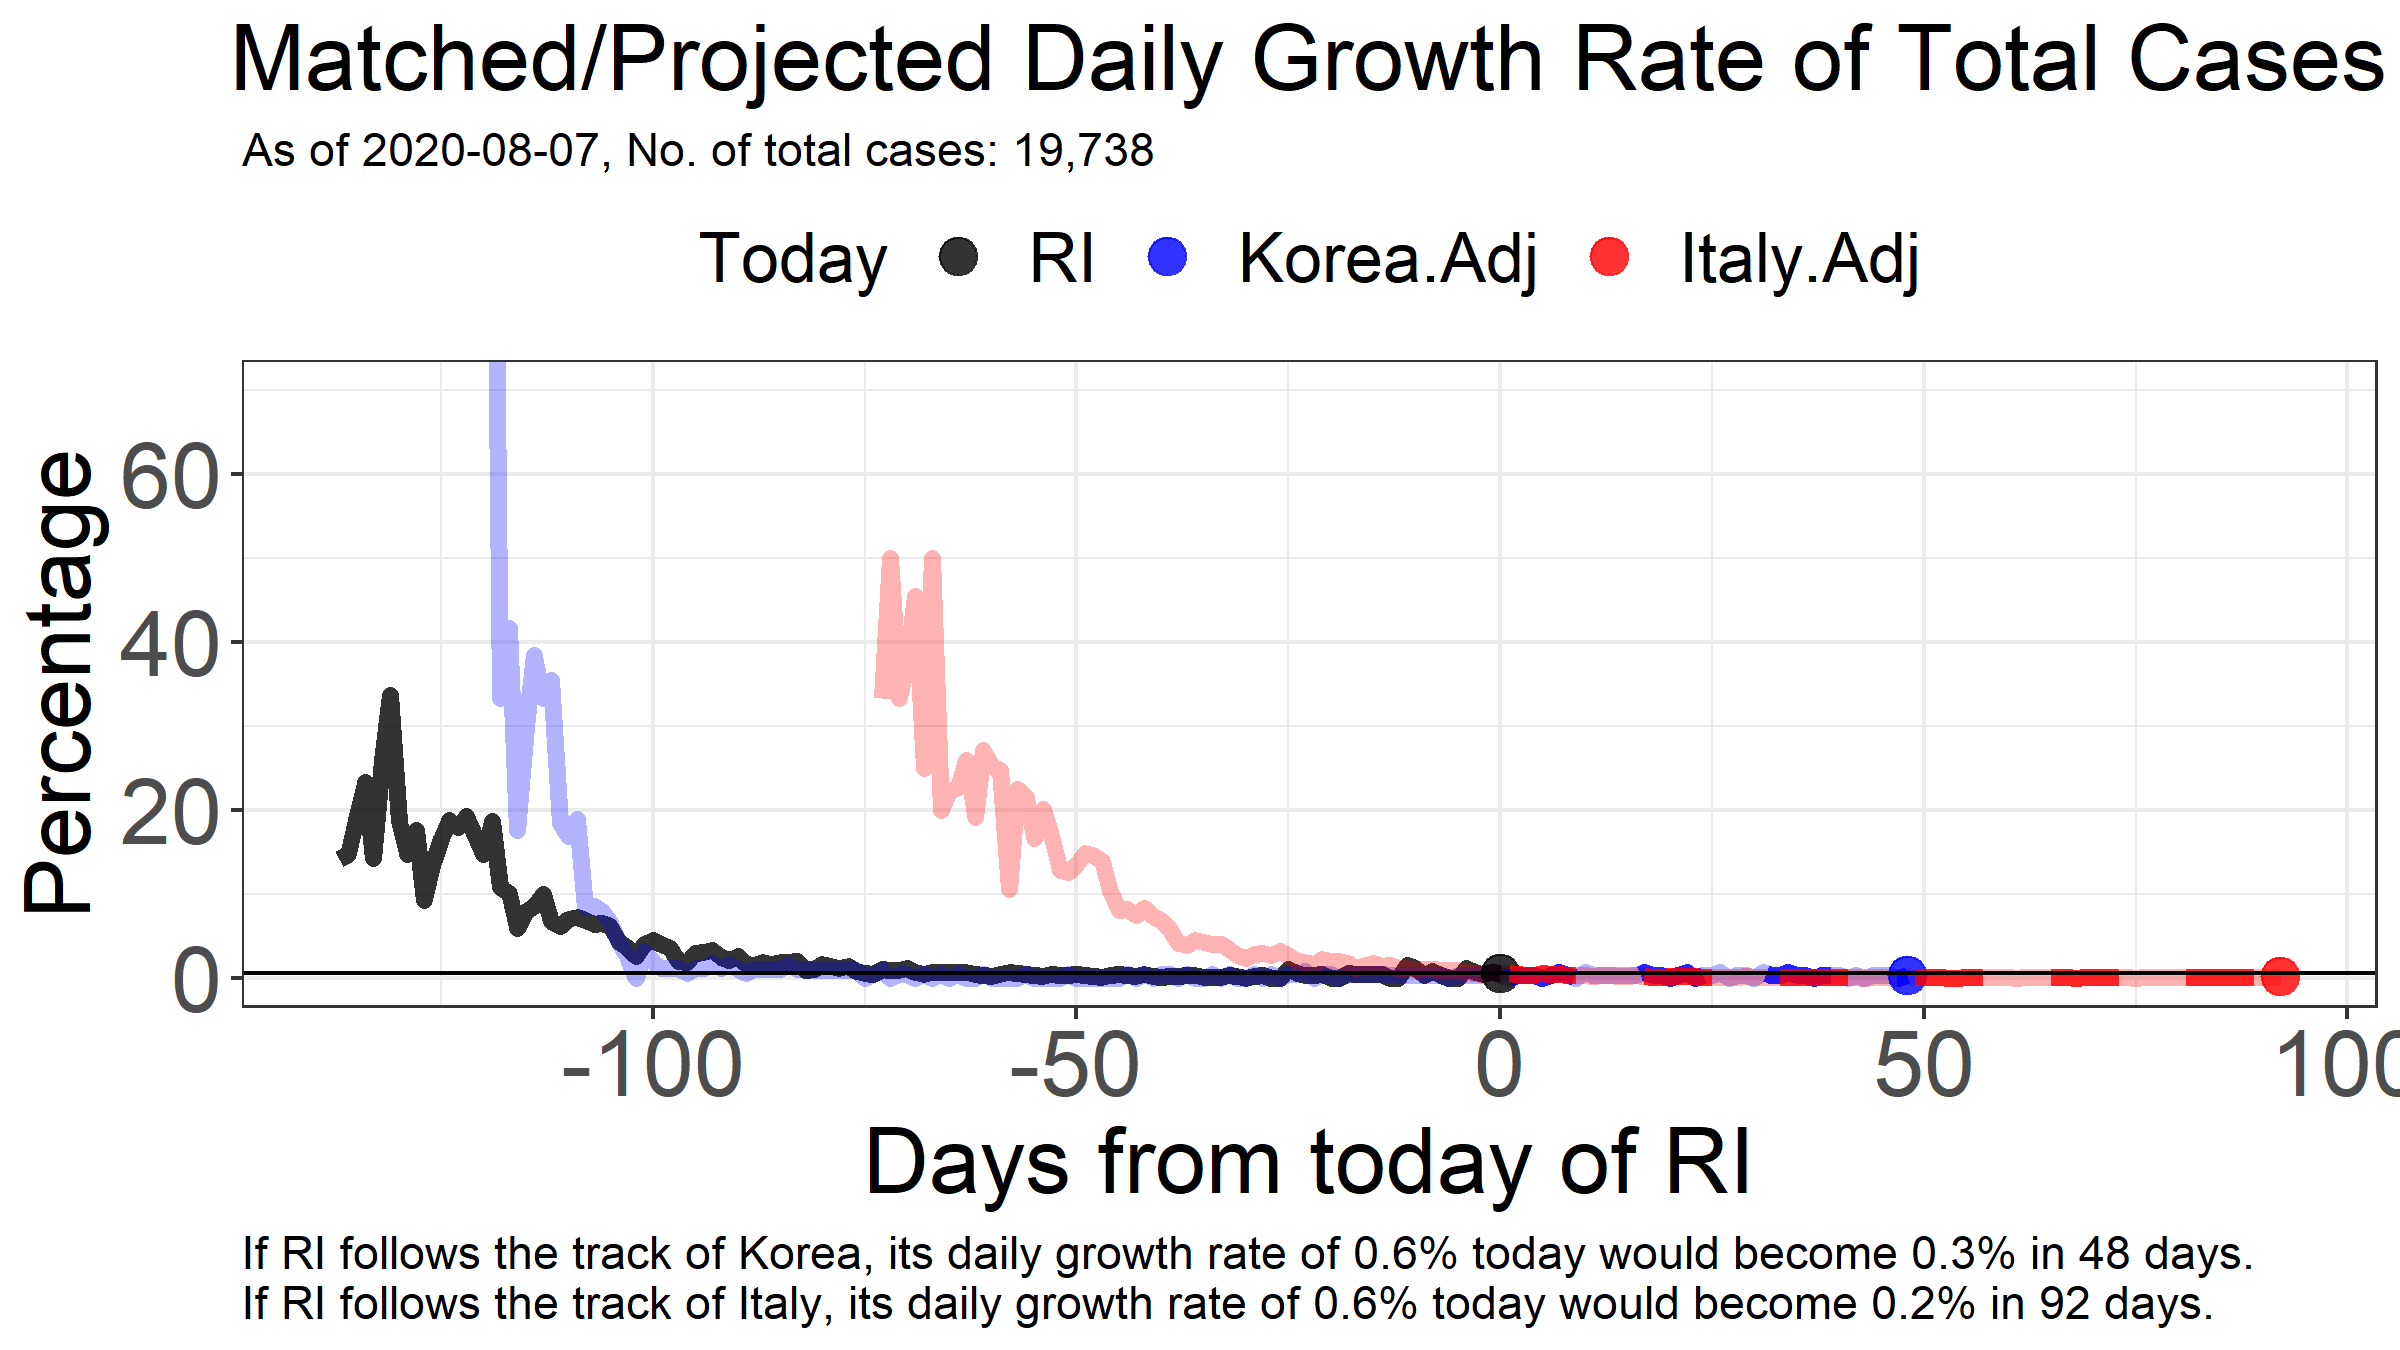 Matched/Projected Daily Growth Rate of Total Cases
As of 2020-08-07, No. of total cases: 19,738
Today RI Korea.Adj Italy.Adj
Percentage
60
40
20
0
-100 -50 0 50 100
Days from today of RI
If RI follows the track of Korea, its daily growth rate of 0.6% today would become 0.3% in 48 days.
If RI follows the track of Italy, its daily growth rate of 0.6% today would become 0.2% in 92 days.